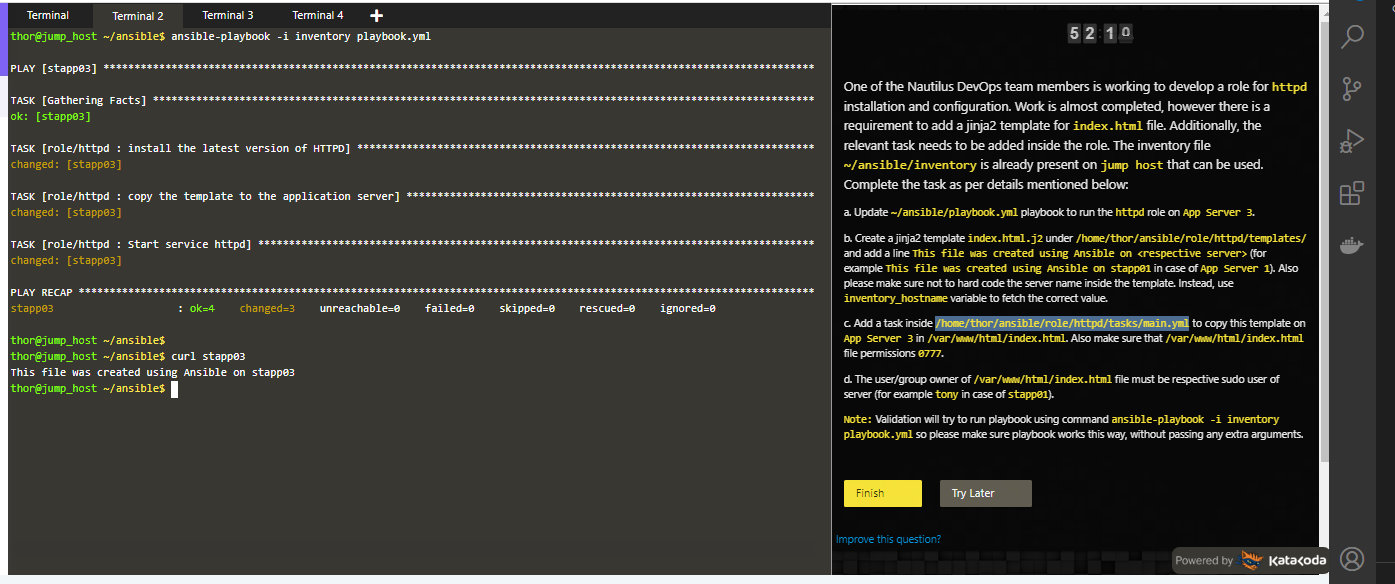 Terminal Terminal 2 Terminal 3 Terminal 4 +
thor@jump_host ~/ansible$ ansible-playbook -i inventory playbook.yml
PLAY [stapp03] ********************************************************************************
TASK [Gathering Facts] ********************************************************************************
ok: [stapp03]
TASK [role/httpd : install the latest version of HTTPD] ********************************************************************************
changed: [stapp03]
TASK [role/httpd : copy the template to the application server] ********************************************************************************
changed: [stapp03]
TASK [role/httpd : Start service httpd] ********************************************************************************
changed: [stapp03]
PLAY RECAP ********************************************************************************
stapp03 : ok=4 changed=3 unreachable=0 failed=0 skipped=0 rescued=0 ignored=0
thor@jump_host ~/ansible$
thor@jump_host ~/ansible$ curl stapp03
This file was created using Ansible on stapp03
thor@jump_host ~/ansible$
52:10
One of the Nautilus DevOps team members is working to develop a role for httpd
installation and configuration. Work is almost completed, however there is a
requirement to add a jinja2 template for index.html file. Additionally, the
relevant task needs to be added inside the role. The inventory file
~/ansible/inventory is already present on jump host that can be used.
Complete the task as per details mentioned below:
a. Update ~/ansible/playbook.yml playbook to run the httpd role on App Server 3.
b. Create a jinja2 template index.html.j2 under /home/thor/ansible/role/httpd/templates/
and add a line This file was created using Ansible on <respective server> (for
example This file was created using Ansible on stapp01 in case of App Server 1). Also
please make sure not to hard code the server name inside the template. Instead, use
inventory_hostname variable to fetch the correct value.
c. Add a task inside /home/thor/ansible/role/httpd/tasks/main.yml to copy this template on
App Server 3 in /var/www/html/index.html. Also make sure that /var/www/html/index.html
file permissions 0777.
d. The user/group owner of /var/www/html/index.html file must be respective sudo user of
server (for example tony in case of stapp01).
Note: Validation will try to run playbook using command ansible-playbook -i inventory
playbook.yml so please make sure playbook works this way, without passing any extra arguments.
Finish Try Later
Improve this question?
Powered by Katacoda